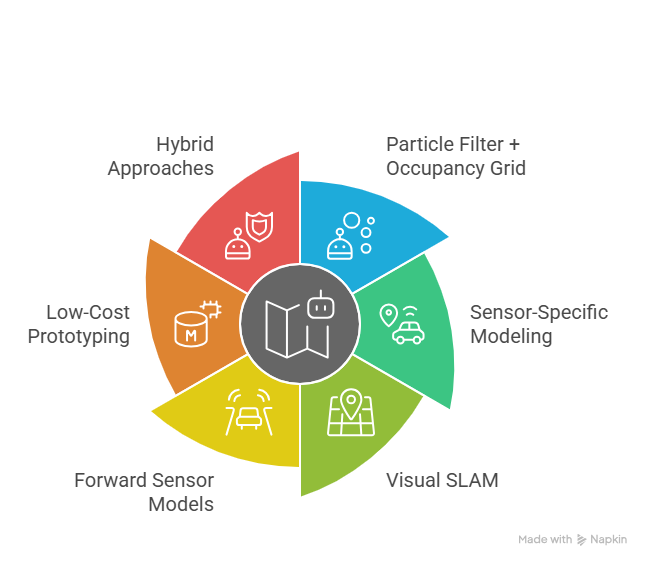 Hybrid
Approaches
Particle Filter +
Occupancy Grid
Low-Cost
Prototyping
M
Sensor-Specific
Modeling
Forward Sensor
Models
Visual SLAM
Made with Napkin